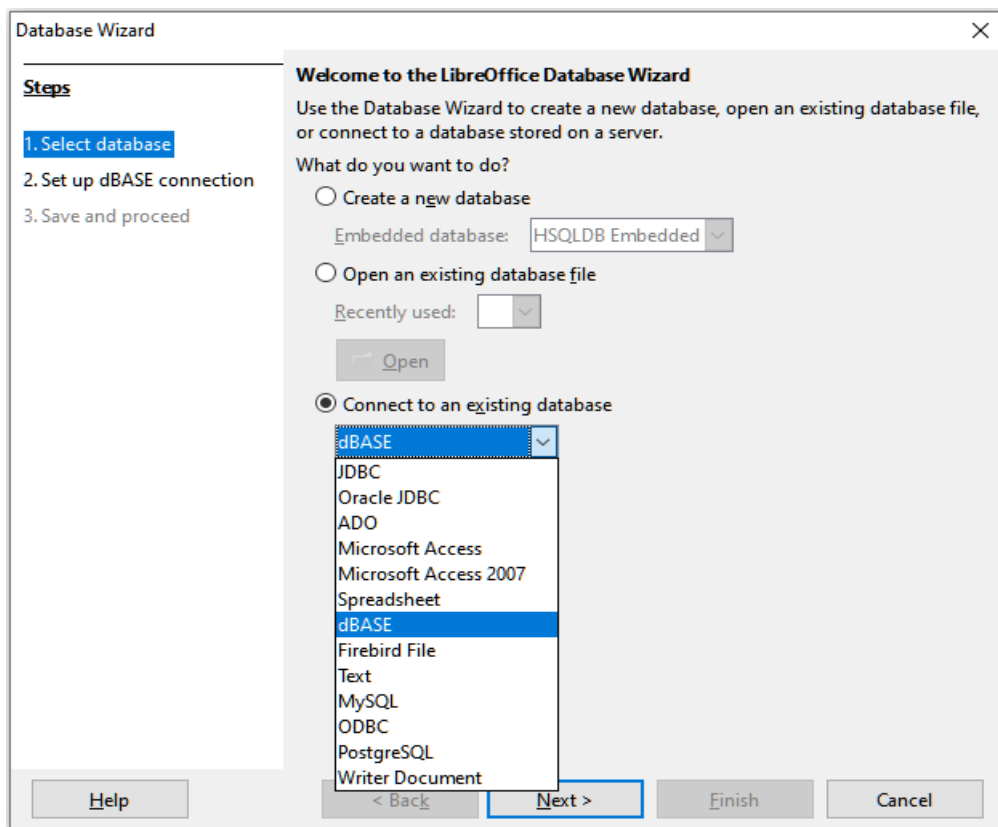 Database Wizard
Steps
1. Select database
2. Set up dBASE connection
3. Save and proceed
Welcome to the LibreOffice Database Wizard
Use the Database Wizard to create a new database, open an existing database file,
or connect to a database stored on a server.
What do you want to do?
Create a new database
Embedded database: HSQLDB Embedded
Open an existing database file
Recently used:
Open
Connect to an existing database
dBASE
JDBC
Oracle JDBC
ADO
Microsoft Access
Microsoft Access 2007
Spreadsheet
dBASE
Firebird File
Text
MySQL
ODBC
PostgreSQL
Writer Document
Help < Back Next > Finish Cancel